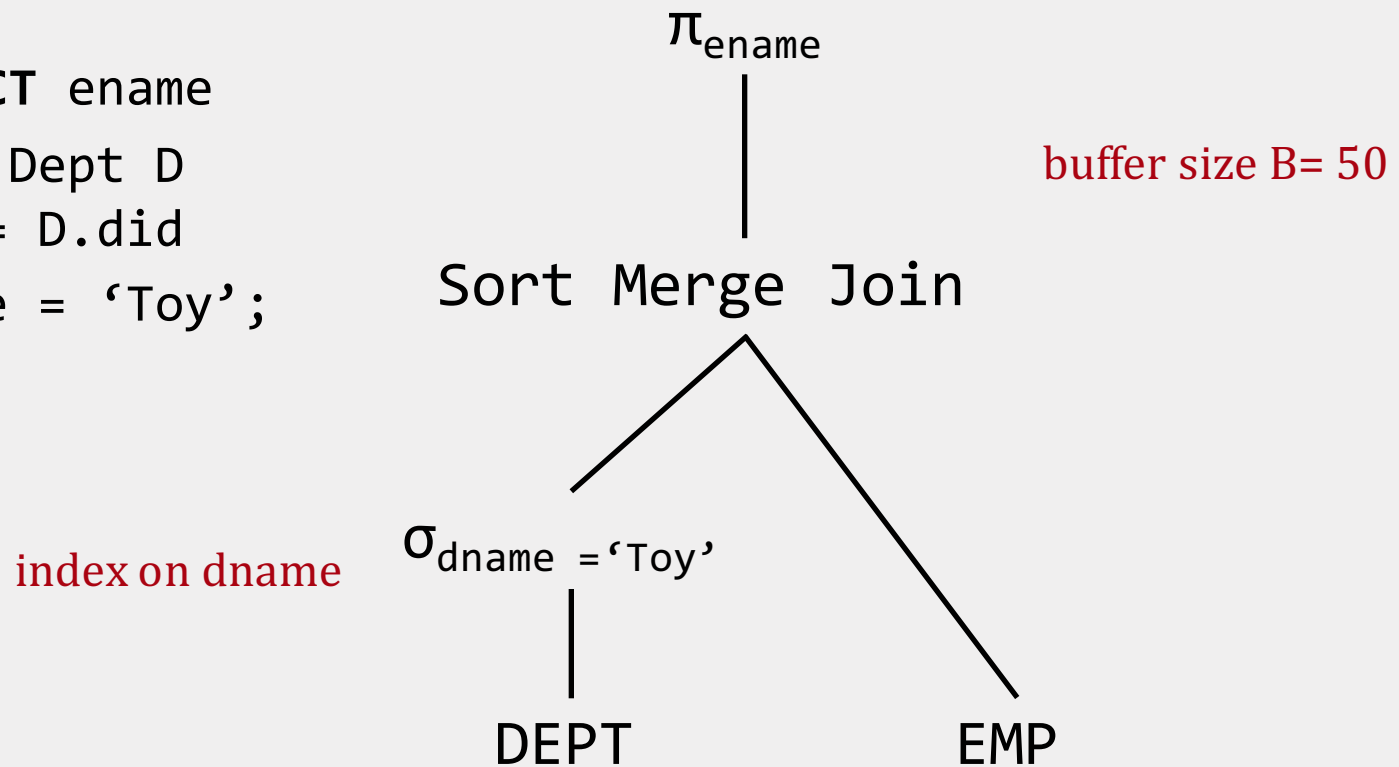 πename
CT ename
Dept D
buffer size B= 50
= D.did
Sort Merge Join
e = ‘Toy’;
σdname =‘Toy’
index on dname
DEPT
EMP